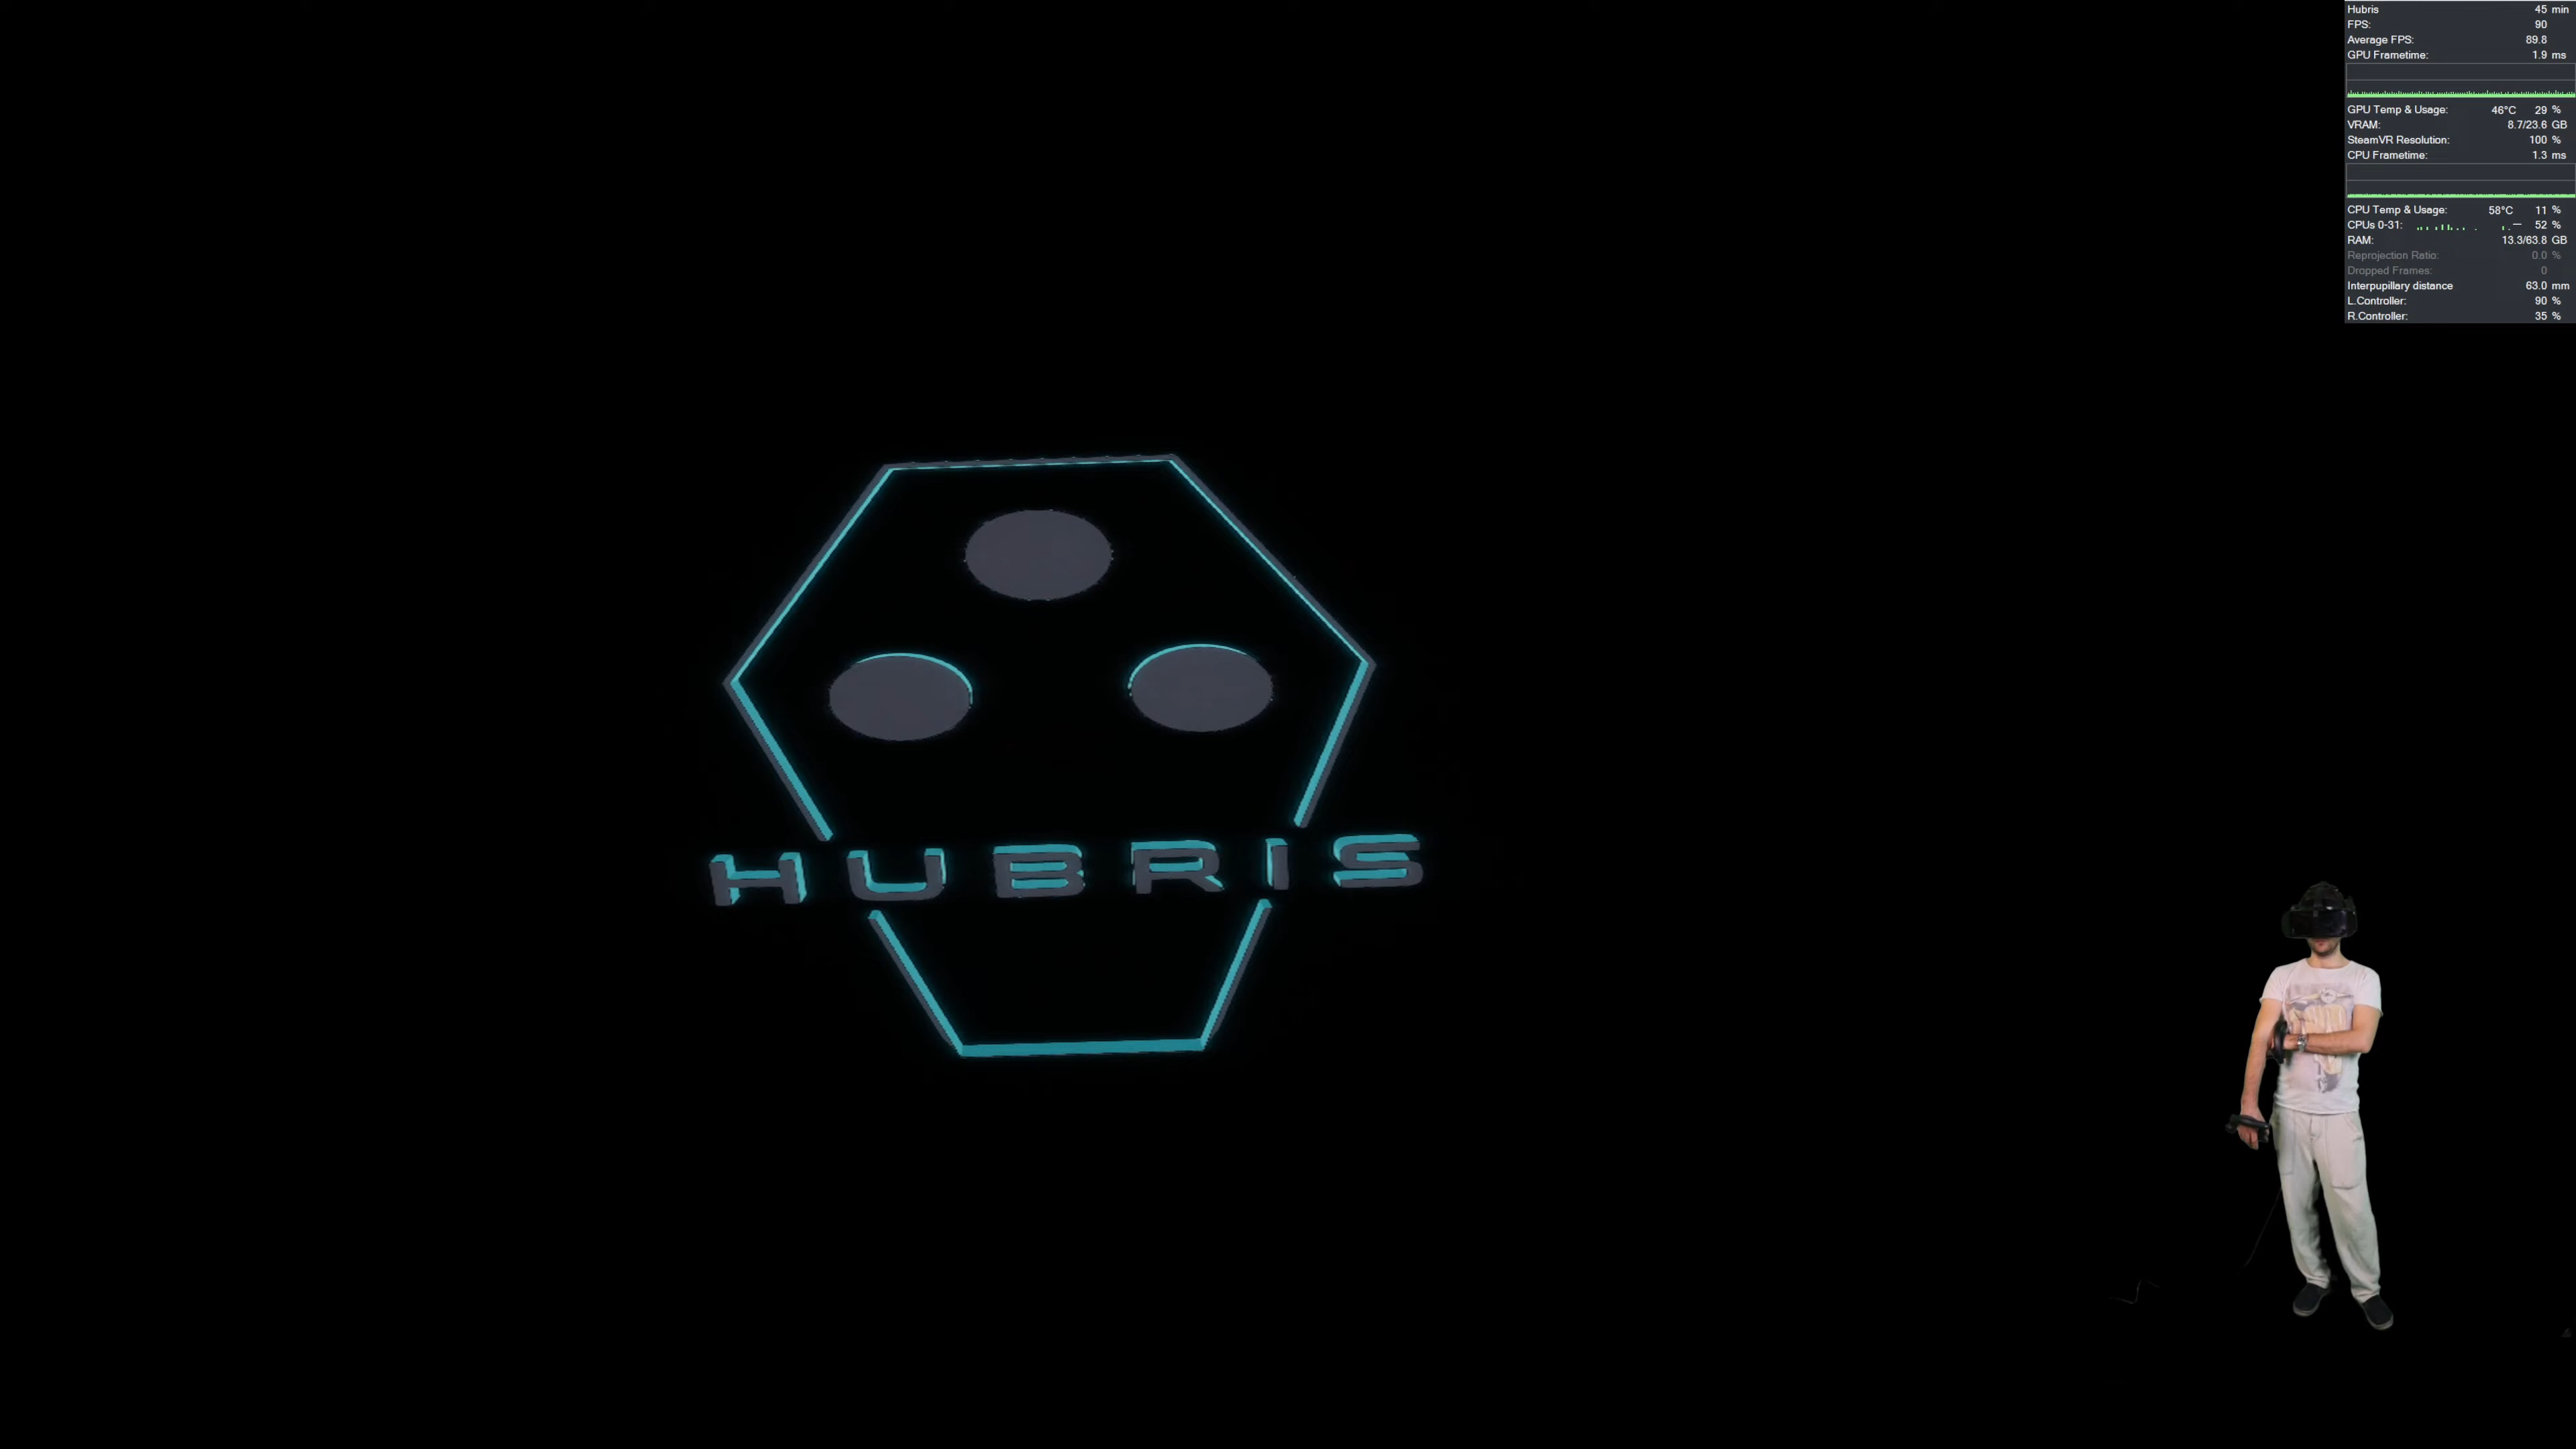 Hubris 45 min
FPS: 90
Average FPS: 89.8
GPU Frametime: 1.9 ms
GPU Temp & Usage: 46°C 29 %
VRAM: 8.7/23.6 GB
SteamVR Resolution: 100 %
CPU Frametime: 1.3 ms
CPU Temp & Usage: 58°C 11 %
CPUs 0-31: 52 %
RAM: 13.3/63.8 GB
Reprojection Ratio: 0.0 %
Dropped Frames: 0
Interpupillary distance 63.0 mm
L.Controller: 90 %
R.Controller: 35 %
HUBRIS